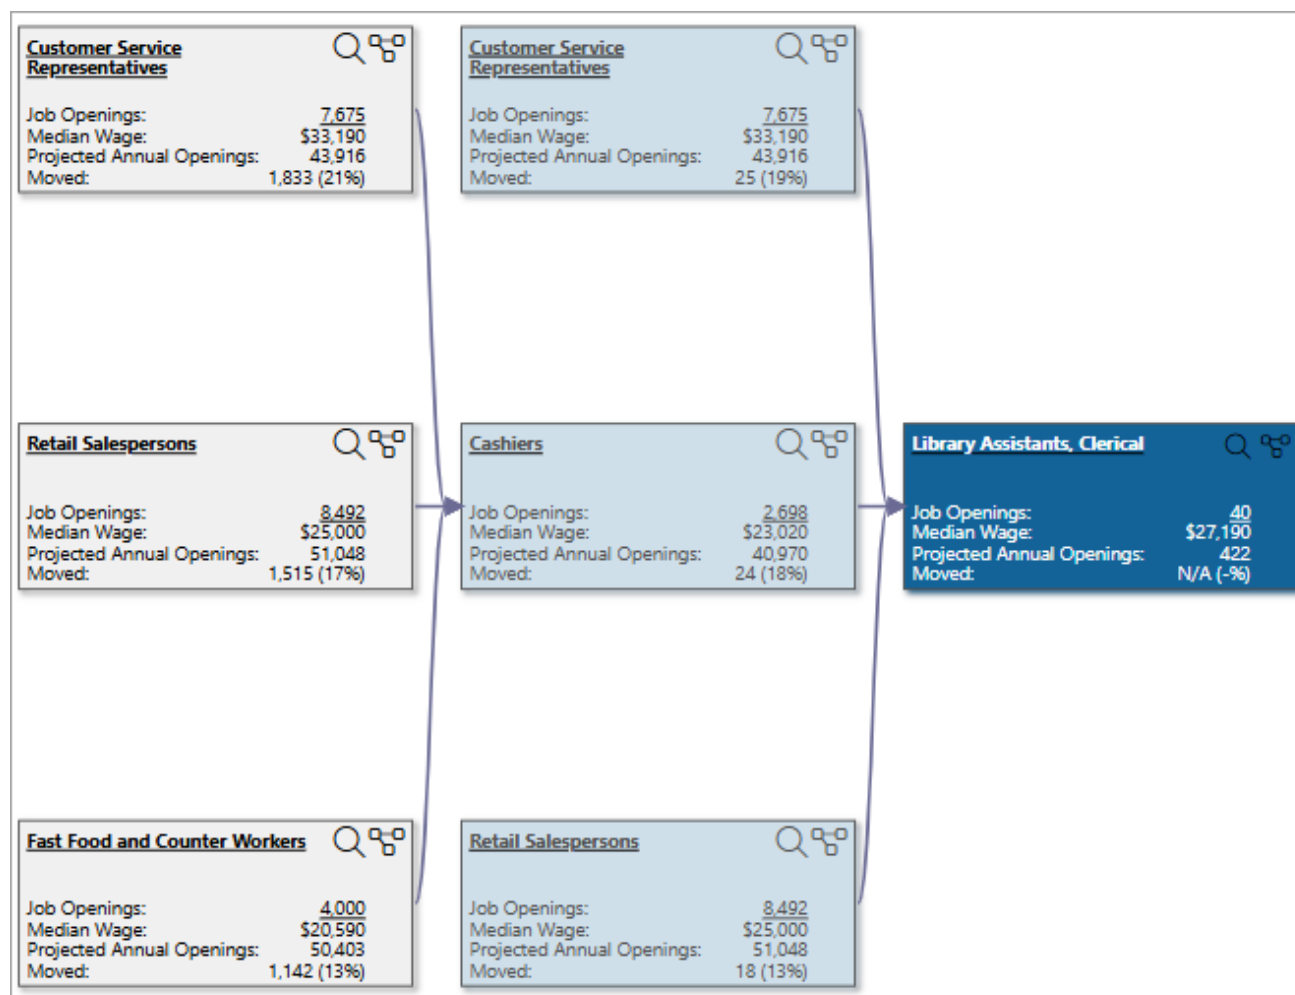 Customer Service
Representatives
Job Openings: 7,675
Median Wage: $33,190
Projected Annual Openings: 43,916
Moved: 1,833 (21%)
Customer Service
Representatives
Job Openings: 7,675
Median Wage: $33,190
Projected Annual Openings: 43,916
Moved: 25 (19%)
Retail Salespersons
Job Openings: 8,492
Median Wage: $25,000
Projected Annual Openings: 51,048
Moved: 1,515 (17%)
Cashiers
Job Openings: 2,698
Median Wage: $23,020
Projected Annual Openings: 40,970
Moved: 24 (18%)
Library Assistants, Clerical
Job Openings: 40
Median Wage: $27,190
Projected Annual Openings: 422
Moved: N/A (-%)
Fast Food and Counter Workers
Job Openings: 4,000
Median Wage: $20,590
Projected Annual Openings: 50,403
Moved: 1,142 (13%)
Retail Salespersons
Job Openings: 8,492
Median Wage: $25,000
Projected Annual Openings: 51,048
Moved: 18 (13%)